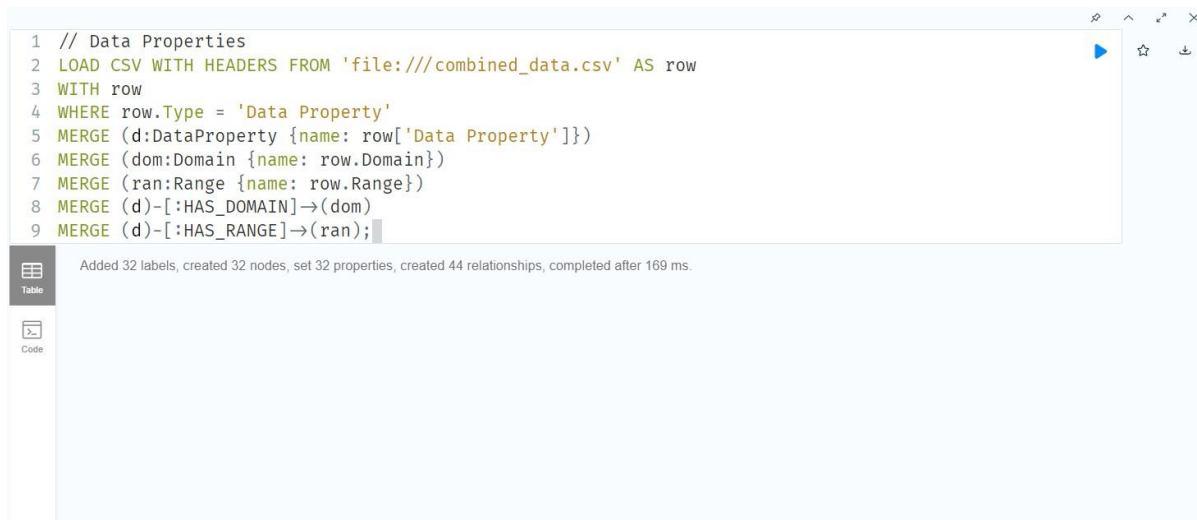 1 // Data Properties
2 LOAD CSV WITH HEADERS FROM 'file:///combined_data.csv' AS row
3 WITH row
4 WHERE row.Type = 'Data Property'
5 MERGE (d:DataProperty {name: row['Data Property']})
6 MERGE (dom:Domain {name: row.Domain})
7 MERGE (ran:Range {name: row.Range})
8 MERGE (d)-[:HAS_DOMAIN]→(dom)
9 MERGE (d)-[:HAS_RANGE]→(ran);
Added 32 labels, created 32 nodes, set 32 properties, created 44 relationships, completed after 169 ms.
Table
Code